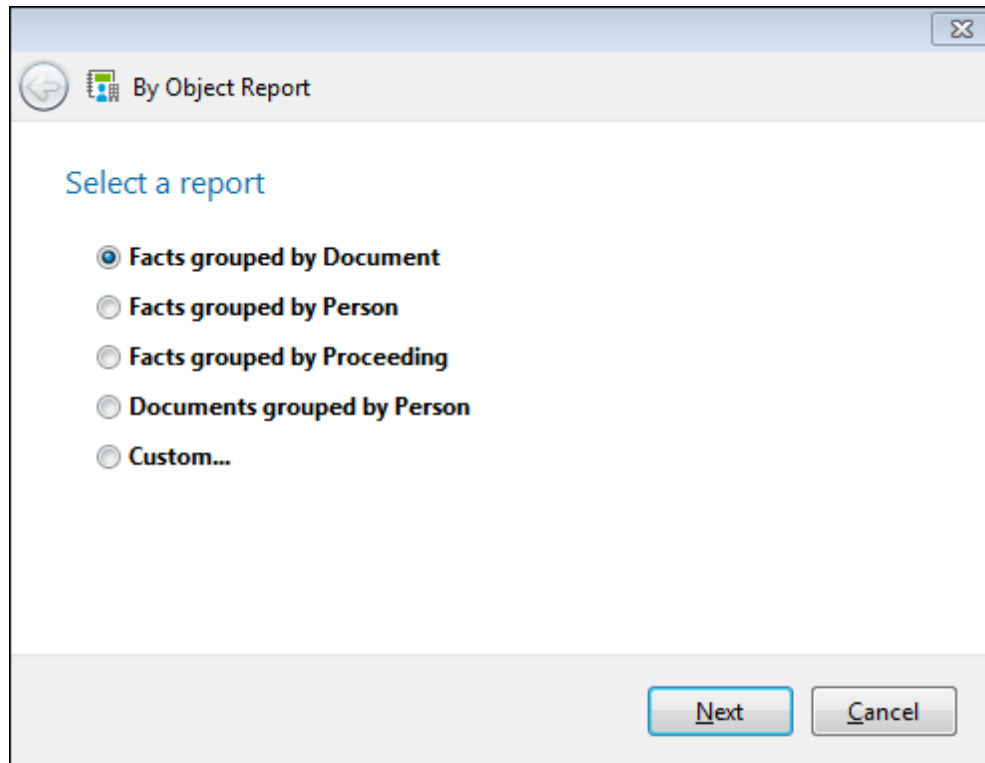 By Object Report
Select a report
Facts grouped by Document
Facts grouped by Person
Facts grouped by Proceeding
Documents grouped by Person
Custom...
Next Cancel